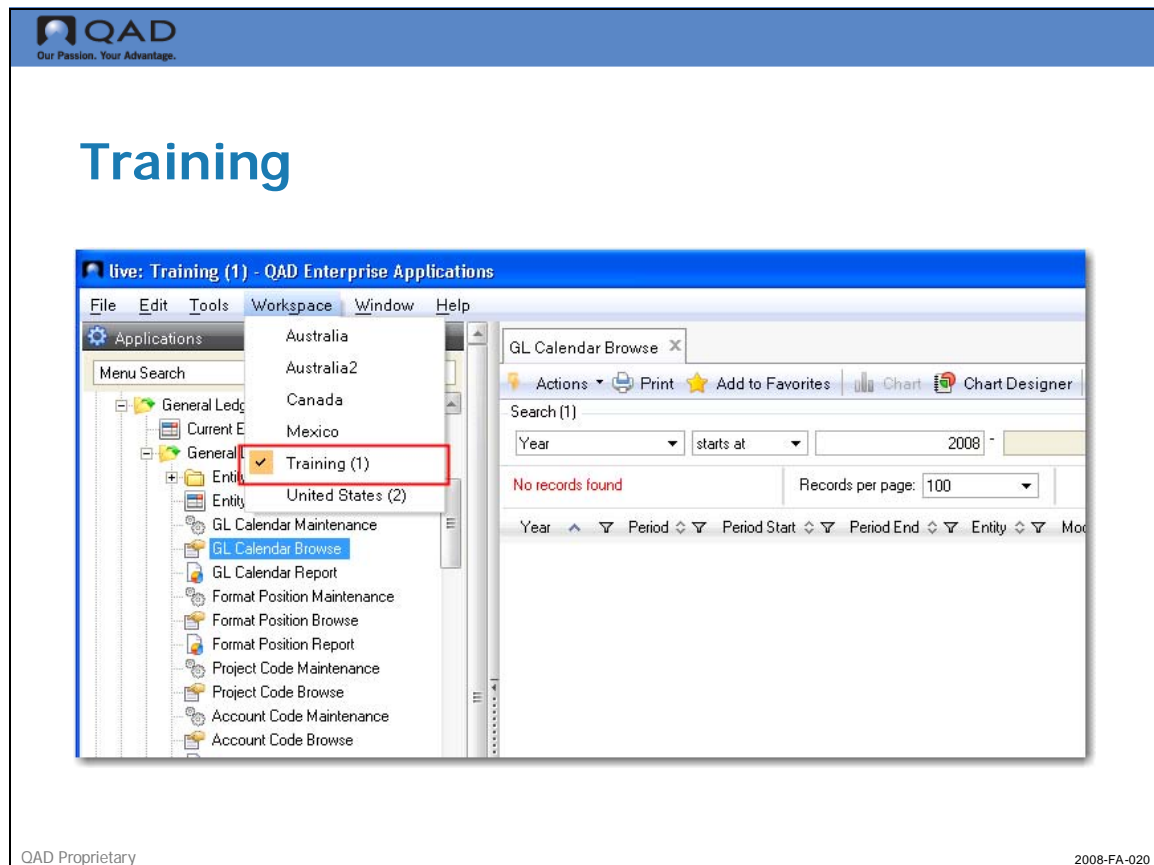 QAD
Our Passion. Your Advantage.
Training
live: Training (1) - QAD Enterprise Applications
File Edit Tools Workspace Window Help
Applications
Menu Search
General Ledg
Current E
General
Enti
Entity
GL Calendar Maintenance
GL Calendar Browse
GL Calendar Report
Format Position Maintenance
Format Position Browse
Format Position Report
Project Code Maintenance
Project Code Browse
Account Code Maintenance
Account Code Browse
Australia
Australia2
Canada
Mexico
Training (1)
United States (2)
GL Calendar Browse
Actions Print Add to Favorites Chart Chart Designer
Search (1)
Year starts at 2008 -
No records found Records per page: 100
Year Period Period Start Period End Entity Mod
QAD Proprietary
2008-FA-020